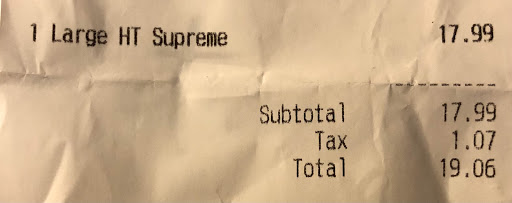 1 Large HT Supreme 17.99
------------
Subtotal 17.99
Tax 1.07
Total 19.06